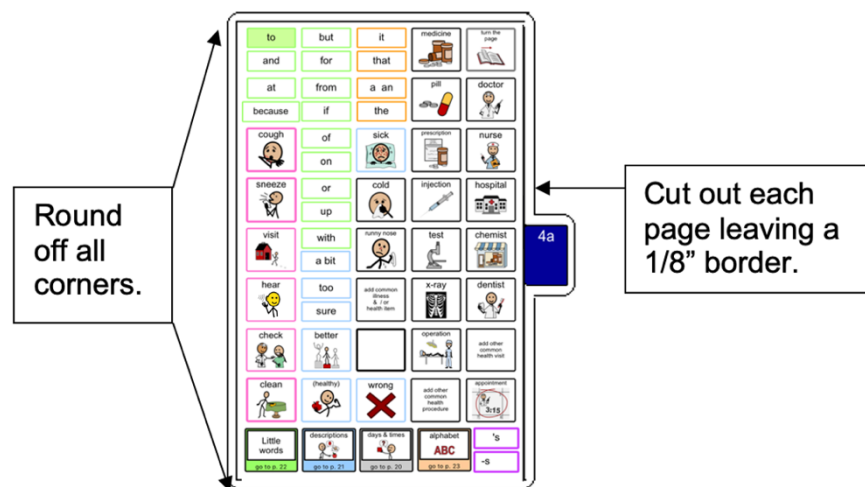 to
but
it
medicine
turn the
page
and
for
that
at
from
a an
pill
doctor
because
if
the
cough
of
sick
prescription
nurse
on
sneeze
or
cold
injection
hospital
up
visit
with
runny nose
test
chemist
a bit
4a
hear
too
add common
illness
& / or
health item
x-ray
dentist
sure
check
better
operation
add other
common
health visit
clean
(healthy)
wrong
add other
common
health
procedure
appointment
3:15
Little
words
go to p. 22
descriptions
go to p. 21
days & times
go to p. 20
alphabet
ABC
go to p. 23
's
-s
Round
off all
corners.
Cut out each
page leaving a
1/8” border.